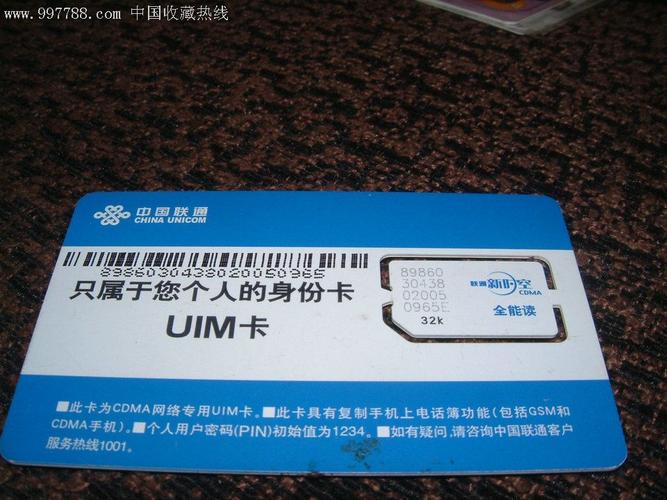 www.997788.com 中国收藏热线
中国联通
CHINA UNICOM
8986030438020050965
只属于您个人的身份卡
UIM卡
89860
30438
02005
0965E
32k
联通新时空
CDMA
全能读
■此卡为CDMA网络专用UIM卡。■此卡具有复制手机上电话簿功能(包括GSM和
CDMA手机)。■个人用户密码(PIN)初始值为1234。■如有疑问,请咨询中国联通客户
服务热线1001。